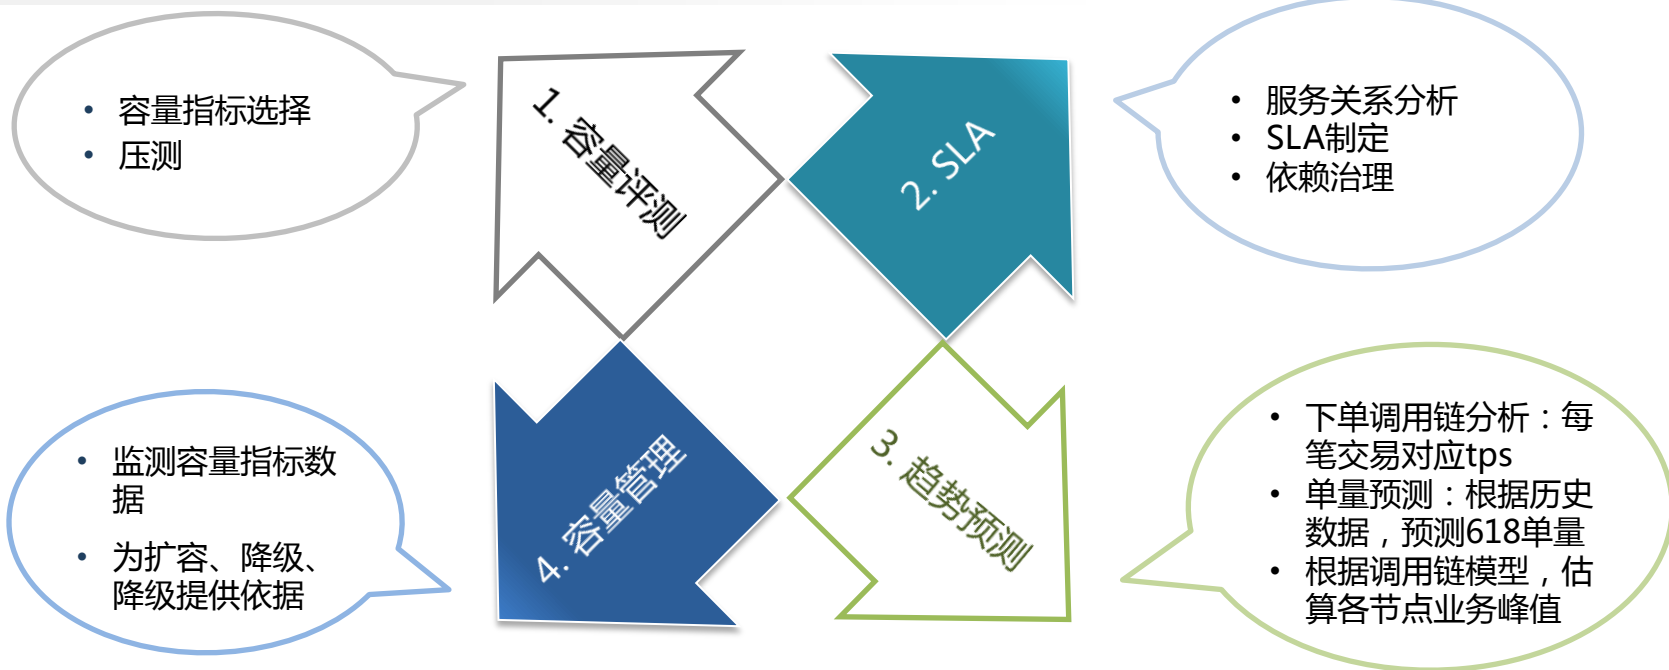 • 容量指标选择
• 压测
1. 容量评测
2. SLA
• 服务关系分析
• SLA制定
• 依赖治理
• 监测容量指标数
据
• 为扩容、降级、
降级提供依据
4. 容量管理
3. 趋势预测
• 下单调用链分析：每
笔交易对应tps
• 单量预测：根据历史
数据，预测618单量
• 根据调用链模型，估
算各节点业务峰值